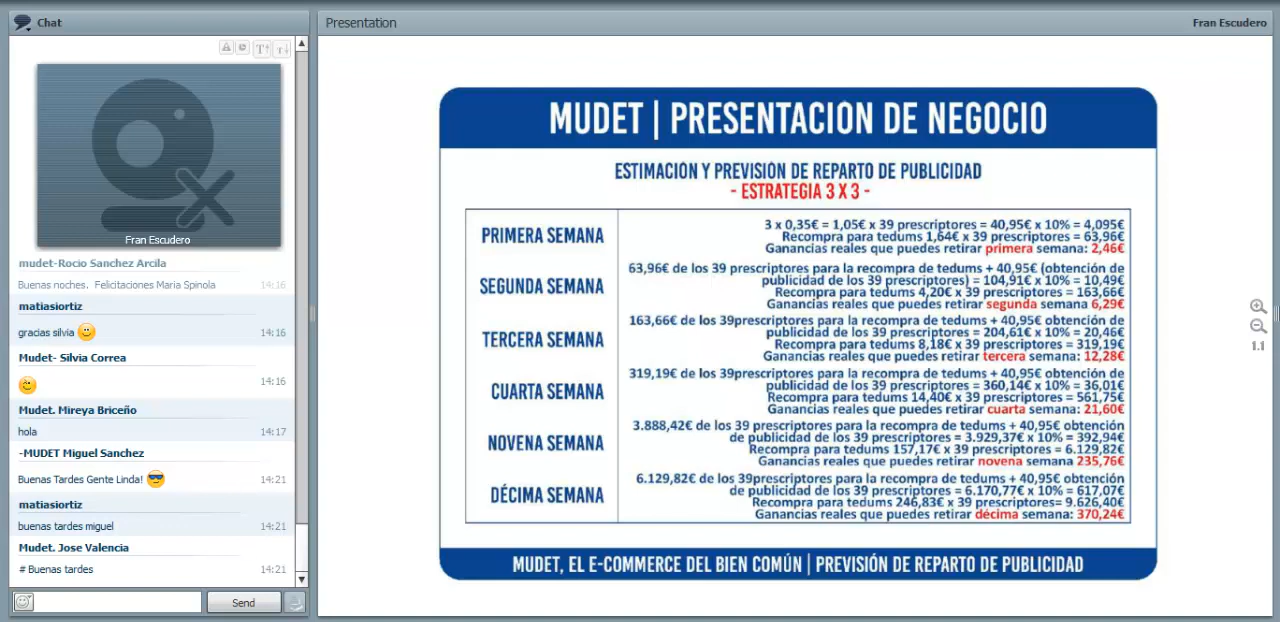 Chat
Fran Escudero
mudet-Rocio Sanchez Arcila
Buenas noches. Felicitaciones Maria Spinola 14:16
matiasiortiz
gracias silvia 14:16
Mudet- Silvia Correa
14:16
Mudet. Mireya Briceño
hola 14:17
-MUDET Miguel Sanchez
Buenas Tardes Gente Linda! 14:21
matiasiortiz
buenas tardes miguel 14:21
Mudet. Jose Valencia
# Buenas tardes 14:21
Send
Presentation
Fran Escudero
MUDET | PRESENTACION DE NEGOCIO
ESTIMACIÓN Y PREVISIÓN DE REPARTO DE PUBLICIDAD
- ESTRATEGIA 3 X 3 -
PRIMERA SEMANA
3 x 0,35€ = 1,05€ x 39 prescriptores = 40,95€ x 10% = 4,095€
Recompra para tedums 1,64€ x 39 prescriptores = 63,96€
Ganancias reales que puedes retirar primera semana: 2,46€
SEGUNDA SEMANA
63,96€ de los 39 prescriptores para la recompra de tedums + 40,95€ (obtención de
publicidad de los 39 prescriptores) = 104,91€ x 10% = 10,49€
Recompra para tedums 4,20€ x 39 prescriptores = 163,66€
Ganancias reales que puedes retirar segunda semana 6,29€
TERCERA SEMANA
163,66€ de los 39prescriptores para la recompra de tedums + 40,95€ obtención de
publicidad de los 39 prescriptores = 204,61€ x 10% = 20,46€
Recompra para tedums 8,18€ x 39 prescriptores = 319,19€
Ganancias reales que puedes retirar tercera semana: 12,28€
CUARTA SEMANA
319,19€ de los 39prescriptores para la recompra de tedums + 40,95€ obtención de
publicidad de los 39 prescriptores = 360,14€ x 10% = 36,01€
Recompra para tedums 14,40€ x 39 prescriptores = 561,75€
Ganancias reales que puedes retirar cuarta semana: 21,60€
NOVENA SEMANA
3.888,42€ de los 39 prescriptores para la recompra de tedums + 40,95€ obtención
de publicidad de los 39 prescriptores = 3.929,37€ x 10% = 392,94€
Recompra para tedums 157,17€ x 39 prescriptores = 6.129,82€
Ganancias reales que puedes retirar novena semana 235,76€
DÉCIMA SEMANA
6.129,82€ de los 39prescriptores para la recompra de tedums + 40,95€ obtención
de publicidad de los 39 prescriptores = 6.170,77€ x 10% = 617,07€
Recompra para tedums 246,83€ x 39 prescriptores= 9.626,40€
Ganancias reales que puedes retirar décima semana: 370,24€
MUDET, EL E-COMMERCE DEL BIEN COMÚN | PREVISIÓN DE REPARTO DE PUBLICIDAD
1.1